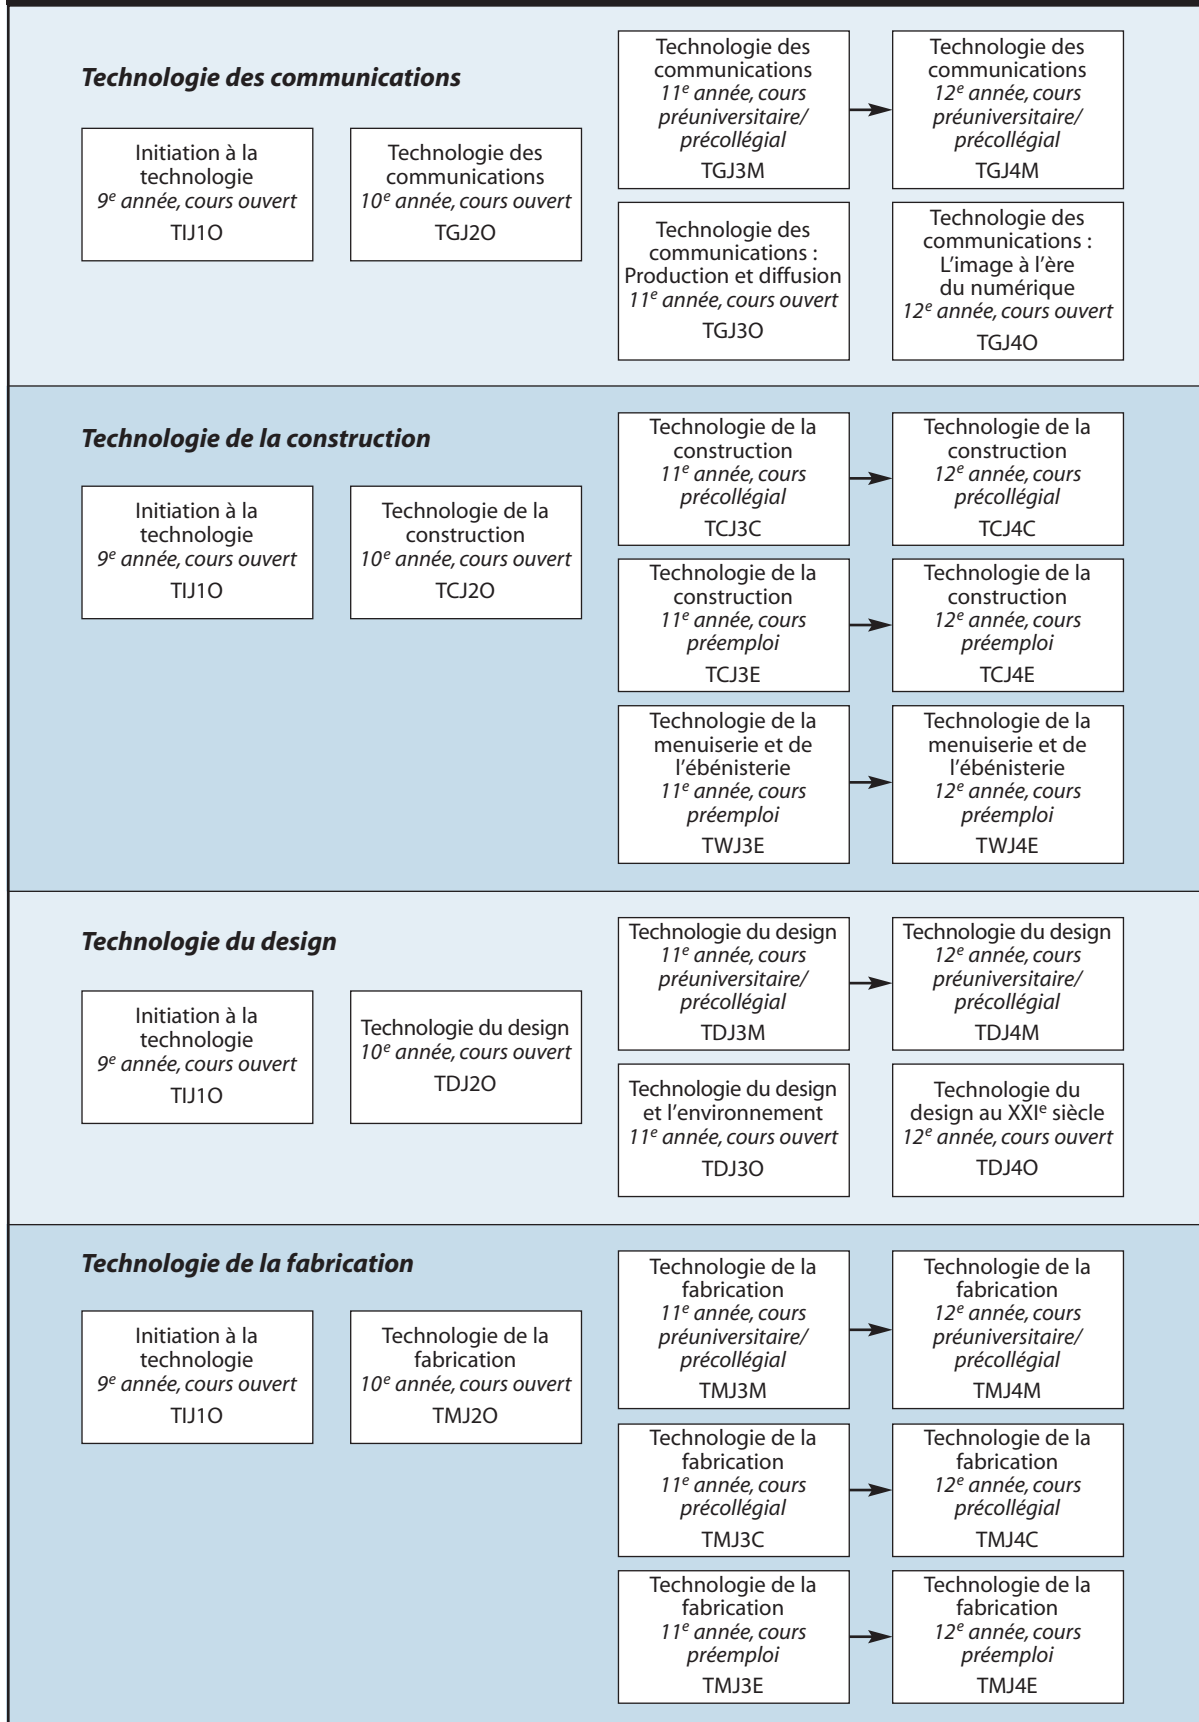 Technologie des communications
Initiation à la
technologie
9e année, cours ouvert
TIJ1O
Technologie des
communications
10e année, cours ouvert
TGJ2O
Technologie des
communications
11e année, cours
préuniversitaire/
précollégial
TGJ3M
Technologie des
communications
12e année, cours
préuniversitaire/
précollégial
TGJ4M
Technologie des
communications :
Production et diffusion
11e année, cours ouvert
TGJ3O
Technologie des
communications :
L'image à l'ère
du numérique
12e année, cours ouvert
TGJ4O
Technologie de la construction
Initiation à la
technologie
9e année, cours ouvert
TIJ1O
Technologie de la
construction
10e année, cours ouvert
TCJ2O
Technologie de la
construction
11e année, cours
précollégial
TCJ3C
Technologie de la
construction
12e année, cours
précollégial
TCJ4C
Technologie de la
construction
11e année, cours
préemploi
TCJ3E
Technologie de la
construction
12e année, cours
préemploi
TCJ4E
Technologie de la
menuiserie et de
l'ébénisterie
11e année, cours
préemploi
TWJ3E
Technologie de la
menuiserie et de
l'ébénisterie
12e année, cours
préemploi
TWJ4E
Technologie du design
Initiation à la
technologie
9e année, cours ouvert
TIJ1O
Technologie du design
10e année, cours ouvert
TDJ2O
Technologie du design
11e année, cours
préuniversitaire/
précollégial
TDJ3M
Technologie du design
12e année, cours
préuniversitaire/
précollégial
TDJ4M
Technologie du design
et l'environnement
11e année, cours ouvert
TDJ3O
Technologie du
design au XXIe siècle
12e année, cours ouvert
TDJ4O
Technologie de la fabrication
Initiation à la
technologie
9e année, cours ouvert
TIJ1O
Technologie de la
fabrication
10e année, cours ouvert
TMJ2O
Technologie de la
fabrication
11e année, cours
préuniversitaire/
précollégial
TMJ3M
Technologie de la
fabrication
12e année, cours
préuniversitaire/
précollégial
TMJ4M
Technologie de la
fabrication
11e année, cours
précollégial
TMJ3C
Technologie de la
fabrication
12e année, cours
précollégial
TMJ4C
Technologie de la
fabrication
11e année, cours
préemploi
TMJ3E
Technologie de la
fabrication
12e année, cours
préemploi
TMJ4E